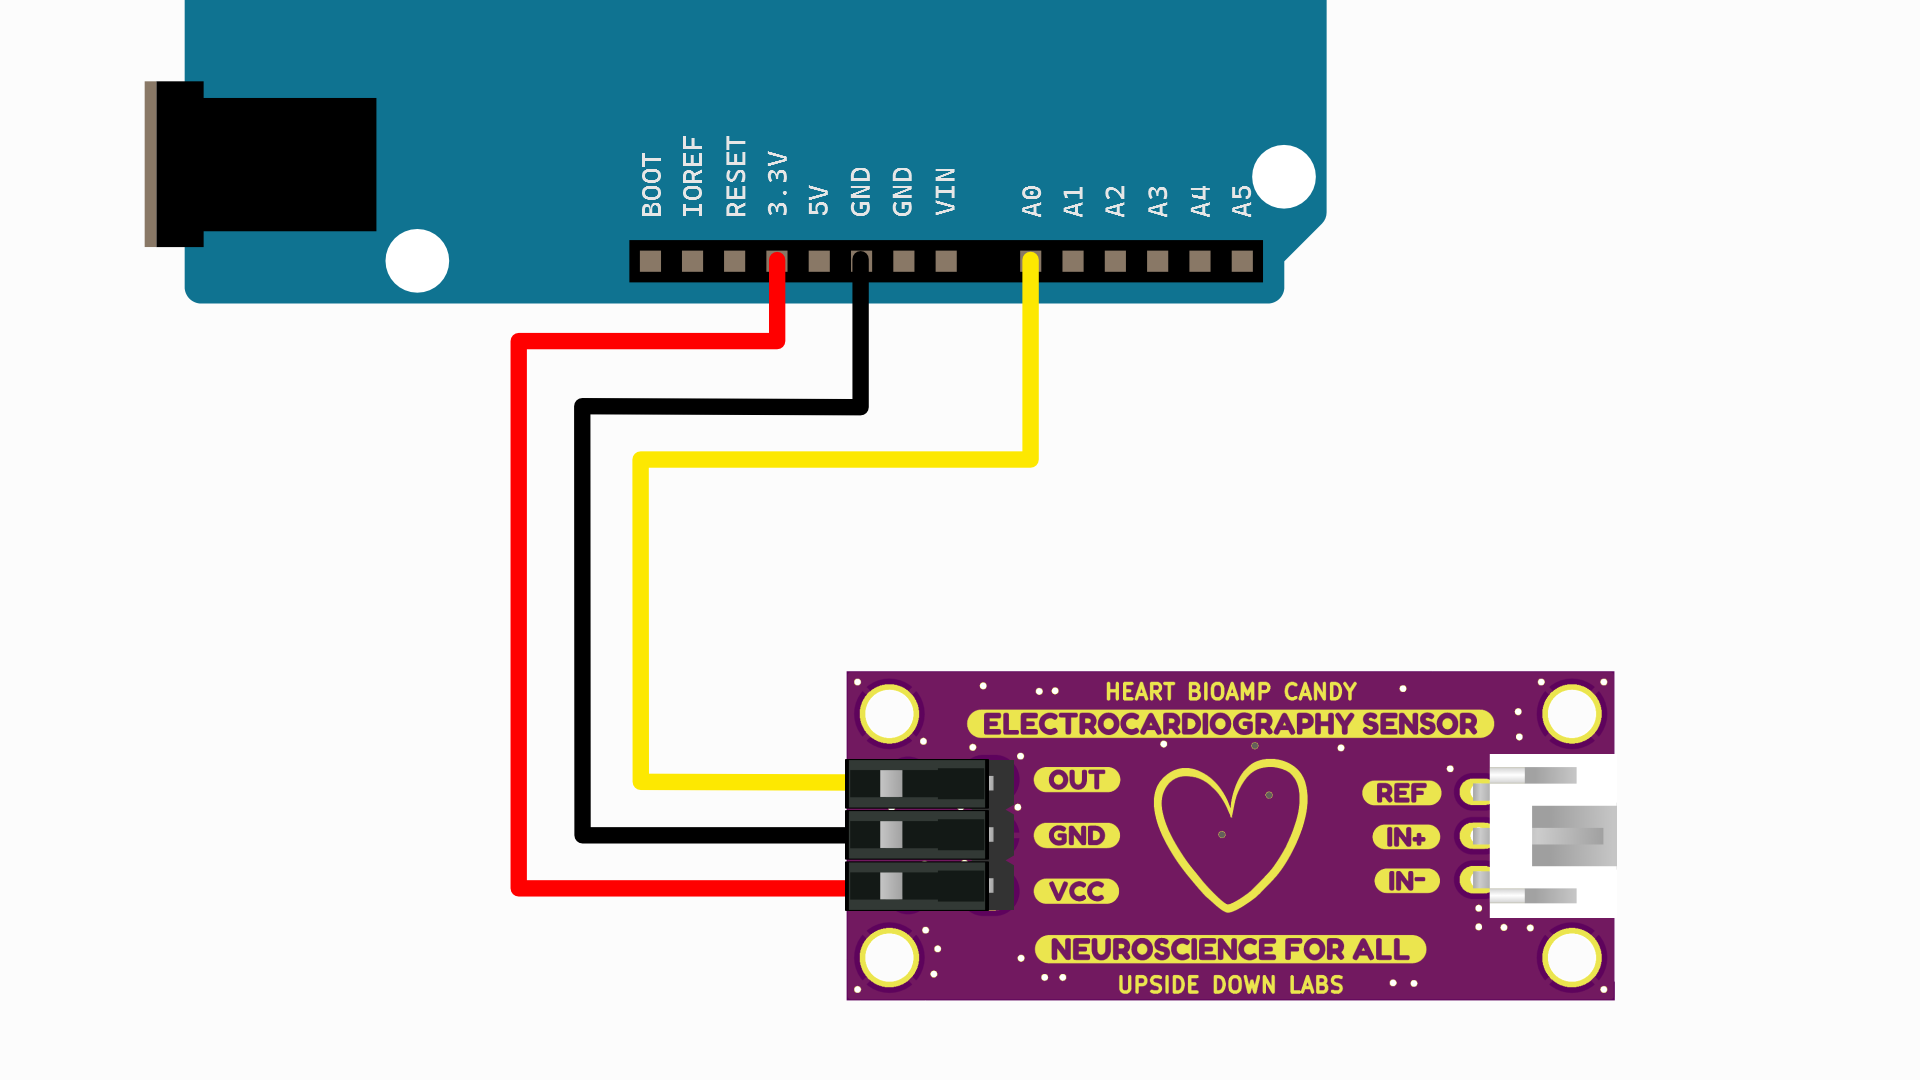 BOOT
IOREF
RESET
3.3V
5V
GND
GND
VIN
A0
A1
A2
A3
A4
A5
HEART BIOAMP CANDY
ELECTROCARDIOGRAPHY SENSOR
OUT
GND
VCC
REF
IN+
IN-
NEUROSCIENCE FOR ALL
UPSIDE DOWN LABS